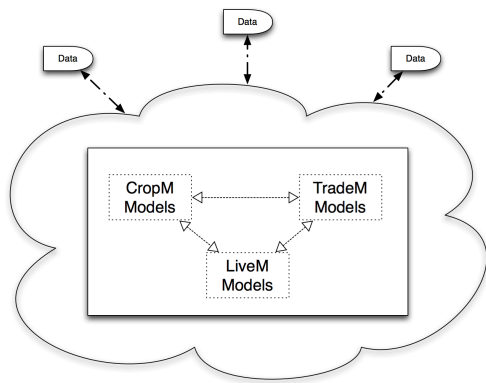 Data
Data
Data
CropM
Models
TradeM
Models
LiveM
Models